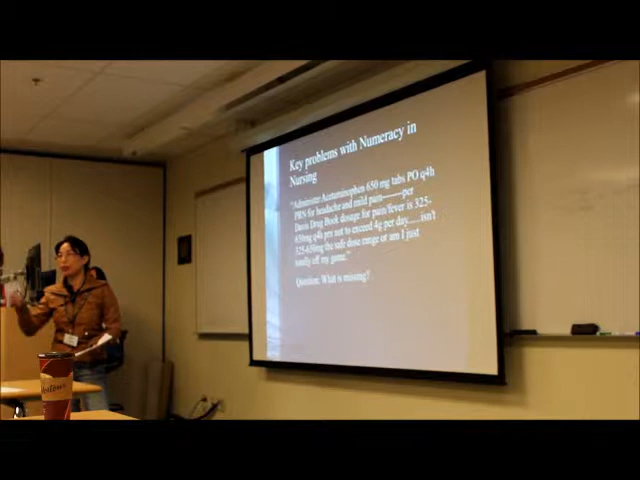 Key problems with Numeracy in
Nursing
"Administer Acetaminophen 650 mg tabs PO q4h
PRN for headache and mild pain------per
Davis Drug Book dosage for pain/fever is 325-
650mg q4h prn not to exceed 4g per day.....isn't
325-650mg the safe dose range or am I just
totally off my game."
Question: What is missing?